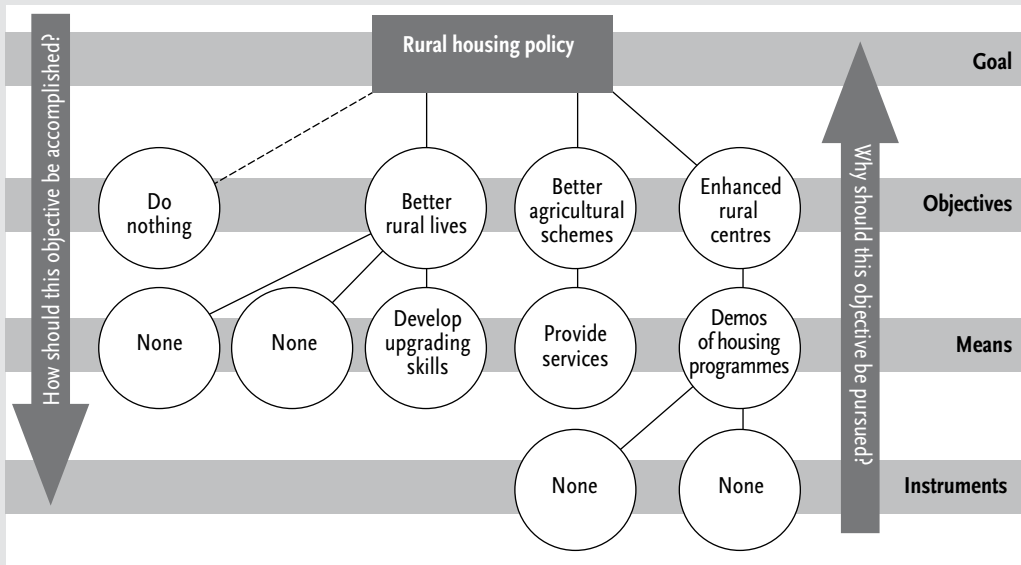 How should this objective be accomplished?
Rural housing policy
Goal
Do
nothing
Better
rural lives
Better
agricultural
schemes
Enhanced
rural
centres
Objectives
None
None
Develop
upgrading
skills
Provide
services
Demos
of housing
programmes
Means
None
None
Instruments
Why should this objective be pursued?